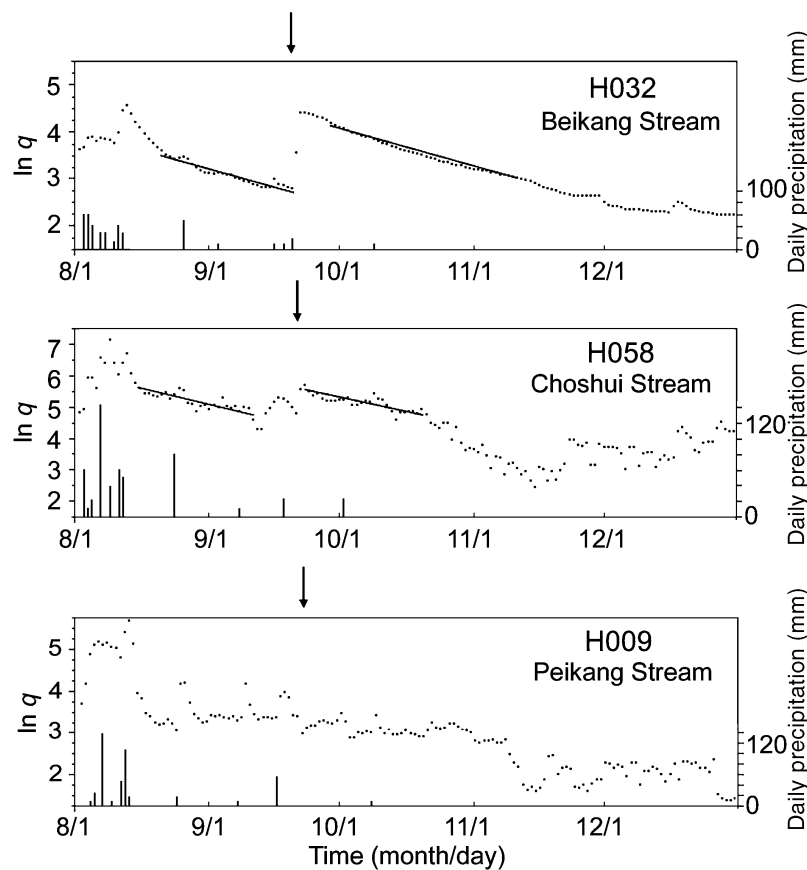 H032
Beikang Stream
ln q
5
4
3
2
100
0
Daily precipitation (mm)
8/1 9/1 10/1 11/1 12/1
H058
Choshui Stream
ln q
7
6
5
4
3
2
120
0
Daily precipitation (mm)
8/1 9/1 10/1 11/1 12/1
H009
Peikang Stream
ln q
5
4
3
2
120
0
Daily precipitation (mm)
8/1 9/1 10/1 11/1 12/1
Time (month/day)